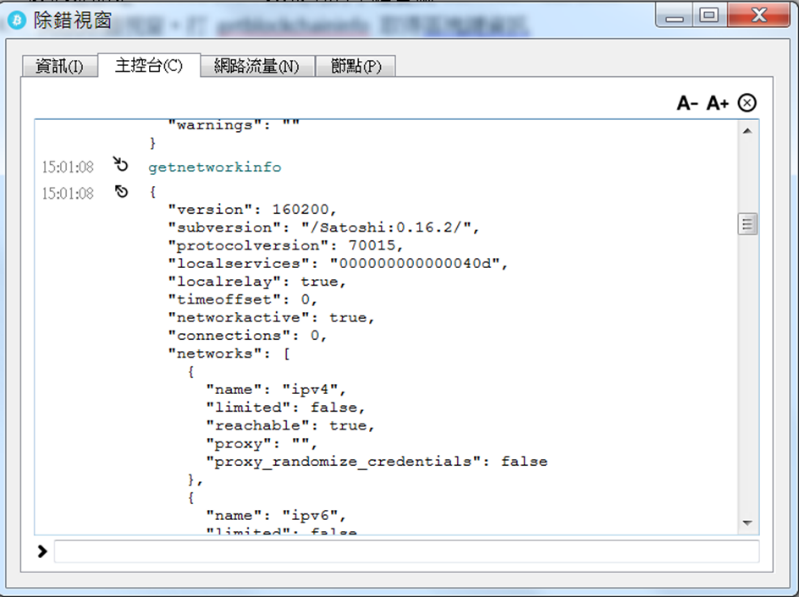 getblockchaininfo
除錯視窗
資訊(I) 主控台(C) 網路流量(N) 節點(P)
A- A+
"warnings": ""
}
15:01:08 getnetworkinfo
15:01:08 {
"version": 160200,
"subversion": "/Satoshi:0.16.2/",
"protocolversion": 70015,
"localservices": "000000000000040d",
"localrelay": true,
"timeoffset": 0,
"networkactive": true,
"connections": 0,
"networks": [
{
"name": "ipv4",
"limited": false,
"reachable": true,
"proxy": "",
"proxy_randomize_credentials": false
},
{
"name": "ipv6",
"limited": false